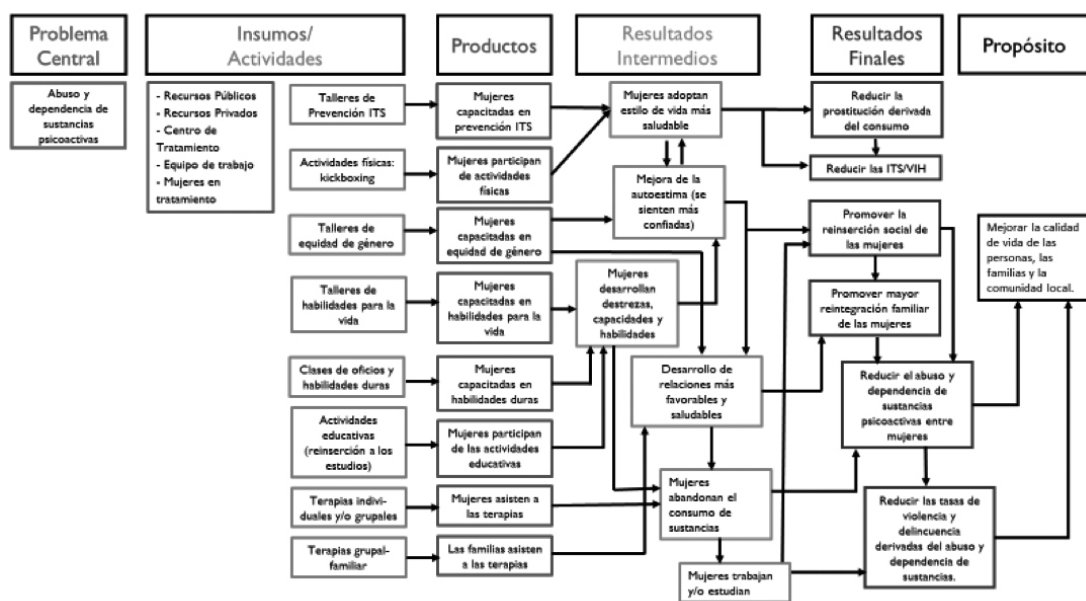 Problema
Central
Insumos/
Actividades
Productos
Resultados
Intermedios
Resultados
Finales
Propósito
Abuso y
dependencia de
sustancias
psicoactivas
- Recursos Públicos
- Recursos Privados
- Centro de
Tratamiento
- Equipo de trabajo
- Mujeres en
tratamiento
Talleres de
Prevención ITS
Actividades físicas:
kickboxing
Talleres de
equidad de género
Talleres de
habilidades para la
vida
Clases de oficios y
habilidades duras
Actividades
educativas
(reinserción a los
estudios)
Terapias indivi-
duales y/o grupales
Terapias grupal-
familiar
Mujeres
capacitadas en
prevención ITS
Mujeres participan
de actividades
físicas
Mujeres
capacitadas en
equidad de género
Mujeres
capacitadas en
habilidades para la
vida
Mujeres
capacitadas en
habilidades duras
Mujeres participan
de las actividades
educativas
Mujeres asisten a
las terapias
Las familias asisten
a las terapias
Mujeres adoptan
estilo de vida más
saludable
Mejora de la
autoestima (se
sienten más
confiadas)
Mujeres
desarrollan
destrezas,
capacidades y
habilidades
Desarrollo de
relaciones más
favorables y
saludables
Mujeres
abandonan el
consumo de
sustancias
Mujeres trabajan
y/o estudian
Reducir la
prostitución derivada
del consumo
Reducir las ITS/VIH
Promover la
reinserción social de
las mujeres
Promover mayor
reintegración familiar
de las mujeres
Reducir el abuso y
dependencia de
sustancias
psicoactivas entre
mujeres
Reducir las tasas de
violencia y
delincuencia
derivadas del abuso y
dependencia de
sustancias.
Mejorar la calidad
de vida de las
personas, las
familias y la
comunidad local.